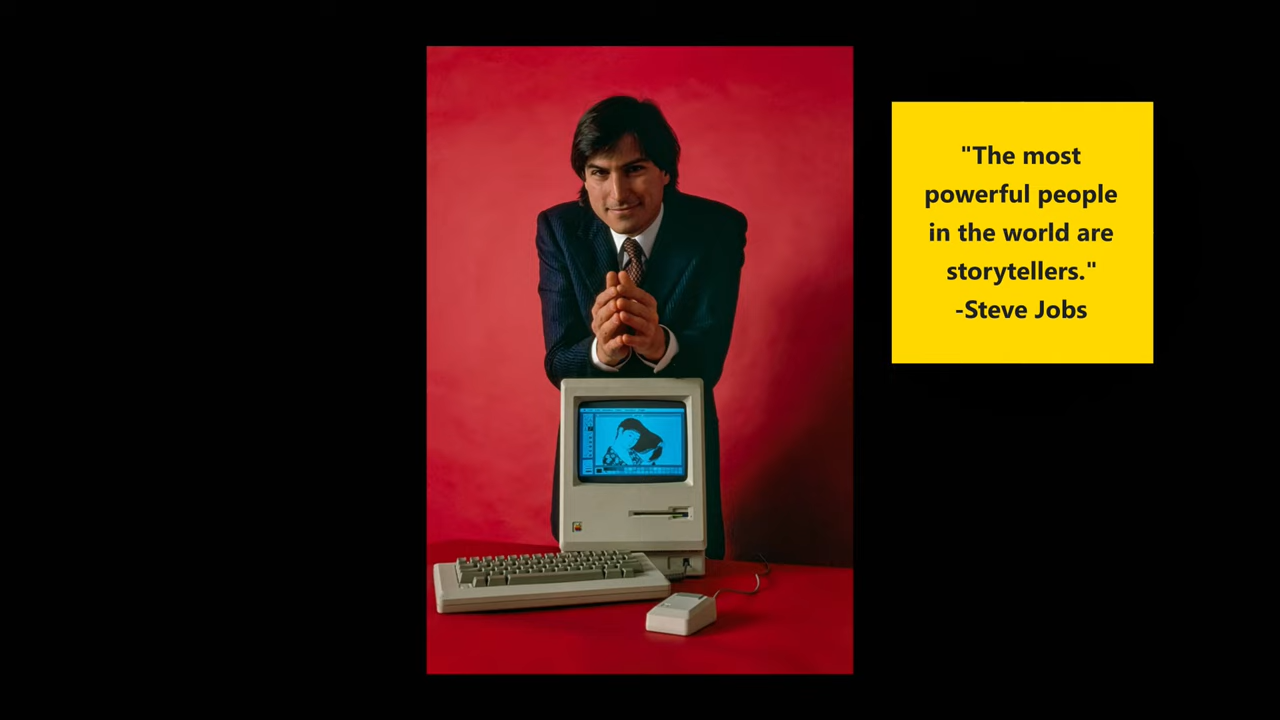 "The most
powerful people
in the world are
storytellers."
-Steve Jobs